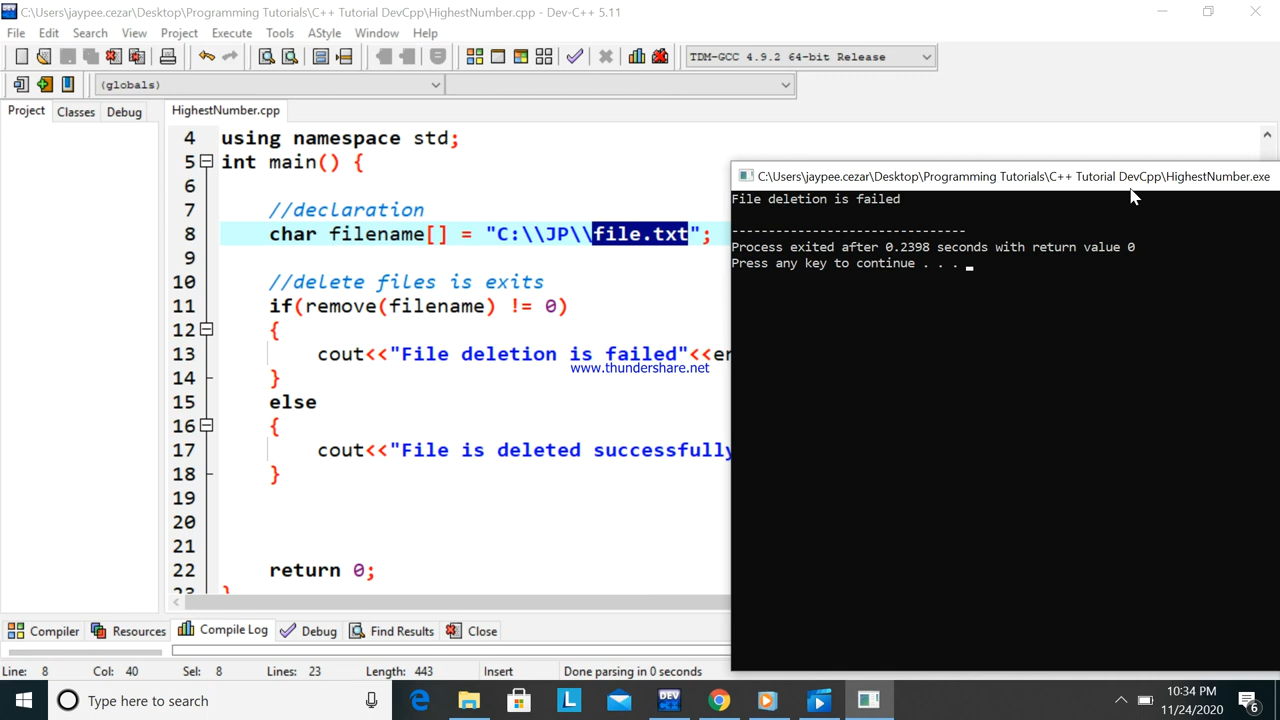 C:\Users\jaypee.cezar\Desktop\Programming Tutorials\C++ Tutorial DevCpp\HighestNumber.cpp - Dev-C++ 5.11
File Edit Search View Project Execute Tools AStyle Window Help
TDM-GCC 4.9.2 64-bit Release
(globals)
Project Classes Debug
HighestNumber.cpp
4 using namespace std;
5 int main() {
6
7 //declaration
8 char filename[] = "C:\\JP\\file.txt";
9
10 //delete files is exits
11 if(remove(filename) != 0)
12 {
13 cout<<"File deletion is failed"<<en
14 }
15 else
16 {
17 cout<<"File is deleted successfully
18 }
19
20
21
22 return 0;
23 }
www.thundershare.net
C:\Users\jaypee.cezar\Desktop\Programming Tutorials\C++ Tutorial DevCpp\HighestNumber.exe
File deletion is failed
--------------------------------
Process exited after 0.2398 seconds with return value 0
Press any key to continue . . .
Compiler Resources Compile Log Debug Find Results Close
Line: 8 Col: 40 Sel: 8 Lines: 23 Length: 443 Insert Done parsing in 0 seconds
Type here to search
DEV
10:34 PM
11/24/2020
6